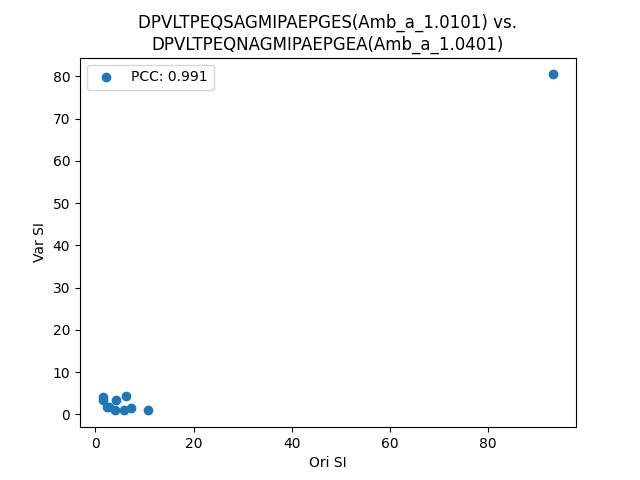 DPVLTPEQSAGMIPAEPGES(Amb_a_1.0101) vs.
DPVLTPEQNAGMIPAEPGEA(Amb_a_1.0401)
PCC: 0.991
80
70
60
50
40
30
20
10
0
Var SI
0 20 40 60 80
Ori SI